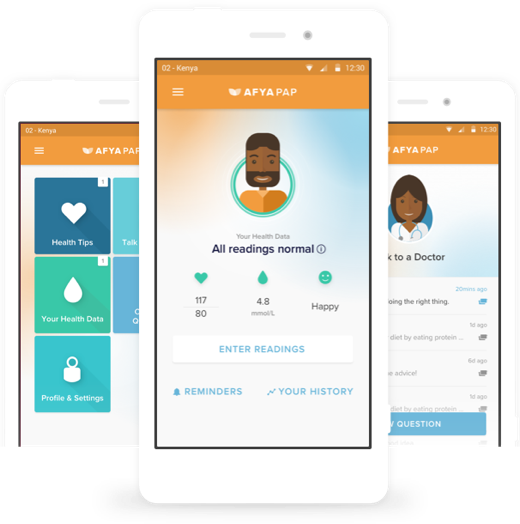 02 - Kenya
AFYA PAP
1
Health Tips
Talk
1
Your Health Data
Profile & Settings
02 - Kenya
12:30
AFYA PAP
Your Health Data
All readings normal
117
80
4.8
mmol/L
Happy
ENTER READINGS
REMINDERS
YOUR HISTORY
12:30
AFYA PAP
to a Doctor
20mins ago
the right thing.
1d ago
diet by eating protein ...
6d ago
advice!
1d ago
diet by eating protein ...
QUESTION